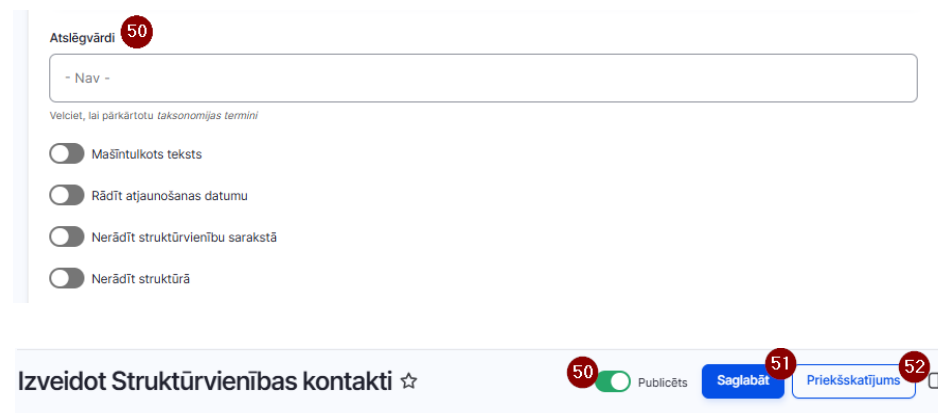 Atslēgvārdi 50
- Nav -
Velciet, lai pārkārtotu taksonomijas termini
Mašīntulkots teksts
Rādīt atjaunošanas datumu
Nerādīt struktūrvienību sarakstā
Nerādīt struktūrā
Izveidot Struktūrvienības kontakti ☆ 50 Publicēts Saglabāt 51 Priekšskatījums 52